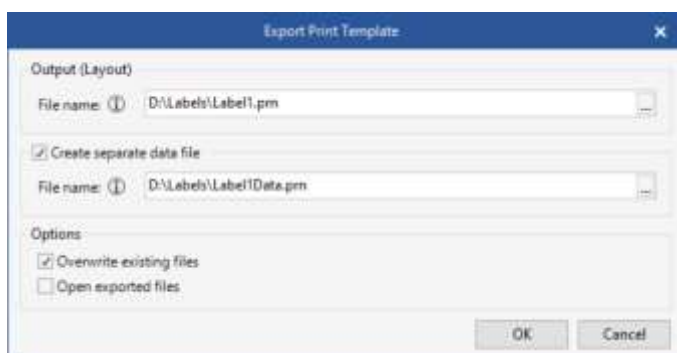 Export Print Template
Output (Layout)
File name: D:\Labels\Label1.prn
...
Create separate data file
File name: D:\Labels\Label1Data.prn
...
Options
Overwrite existing files
Open exported files
OK Cancel